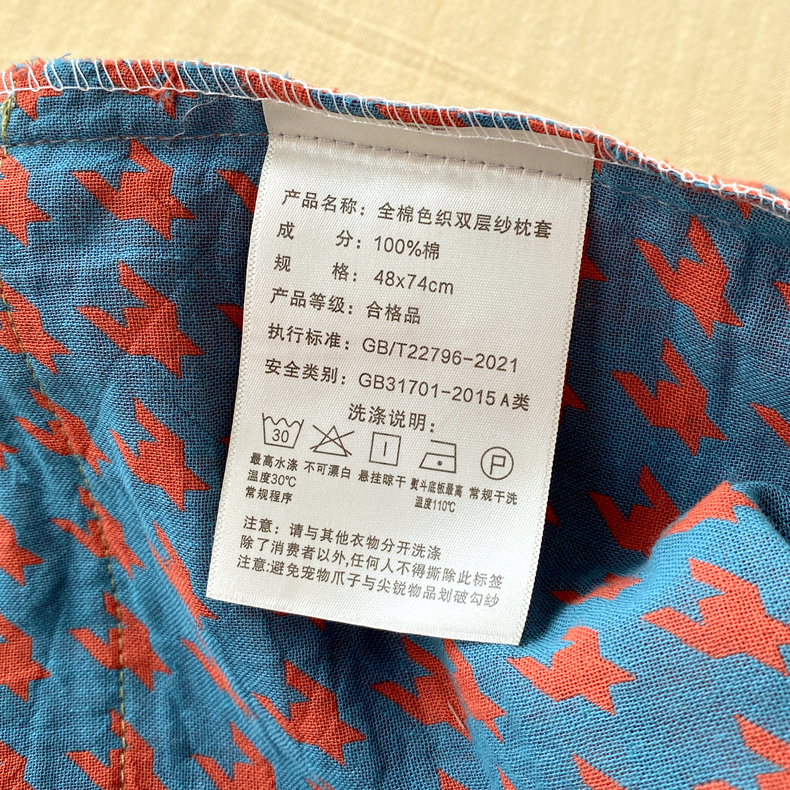 产品名称：全棉色织双层纱枕套
成 分：100%棉
规 格：48x74cm
产品等级：合格品
执行标准：GB/T22796-2021
安全类别：GB31701-2015 A类
洗涤说明：
30 P
最高水涤 不可漂白 悬挂晾干 熨斗底板最高 常规干洗
温度30℃ 温度110℃
常规程序
注意：请与其他衣物分开洗涤
除了消费者以外,任何人不得撕除此标签
注意:避免宠物爪子与尖锐物品划破勾纱